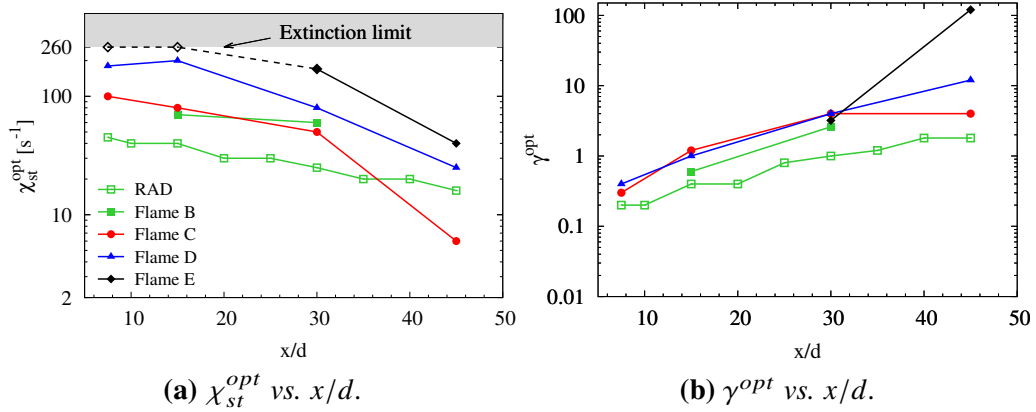 Extinction limit
260
100
10
2
χ_st^opt [s⁻¹]
RAD
Flame B
Flame C
Flame D
Flame E
10 20 30 40 50
x/d
(a) χ_st^opt vs. x/d.
100
10
1
0.1
0.01
γ^opt
10 20 30 40 50
x/d
(b) γ^opt vs. x/d.